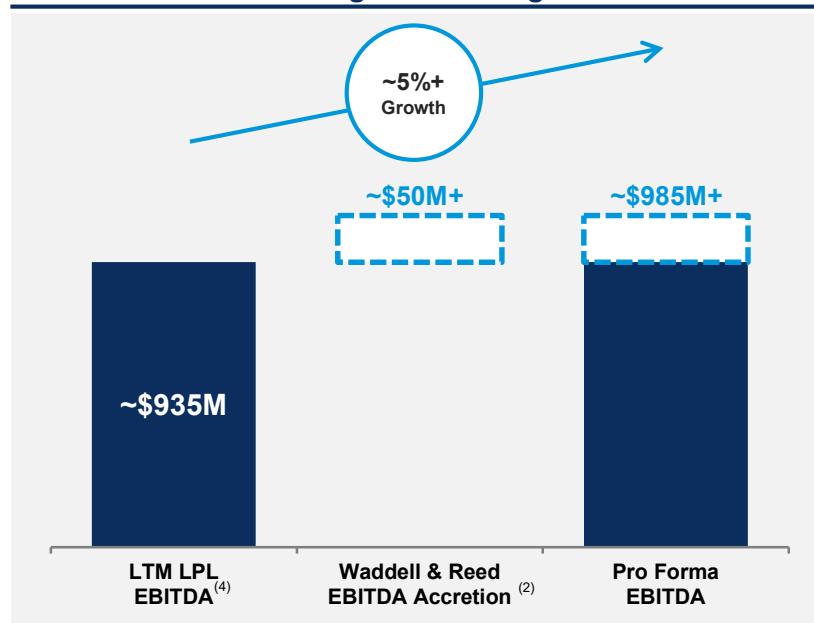 ~5%+
Growth
~$50M+
~$985M+
~$935M
LTM LPL
EBITDA(4)
Waddell & Reed
EBITDA Accretion (2)
Pro Forma
EBITDA